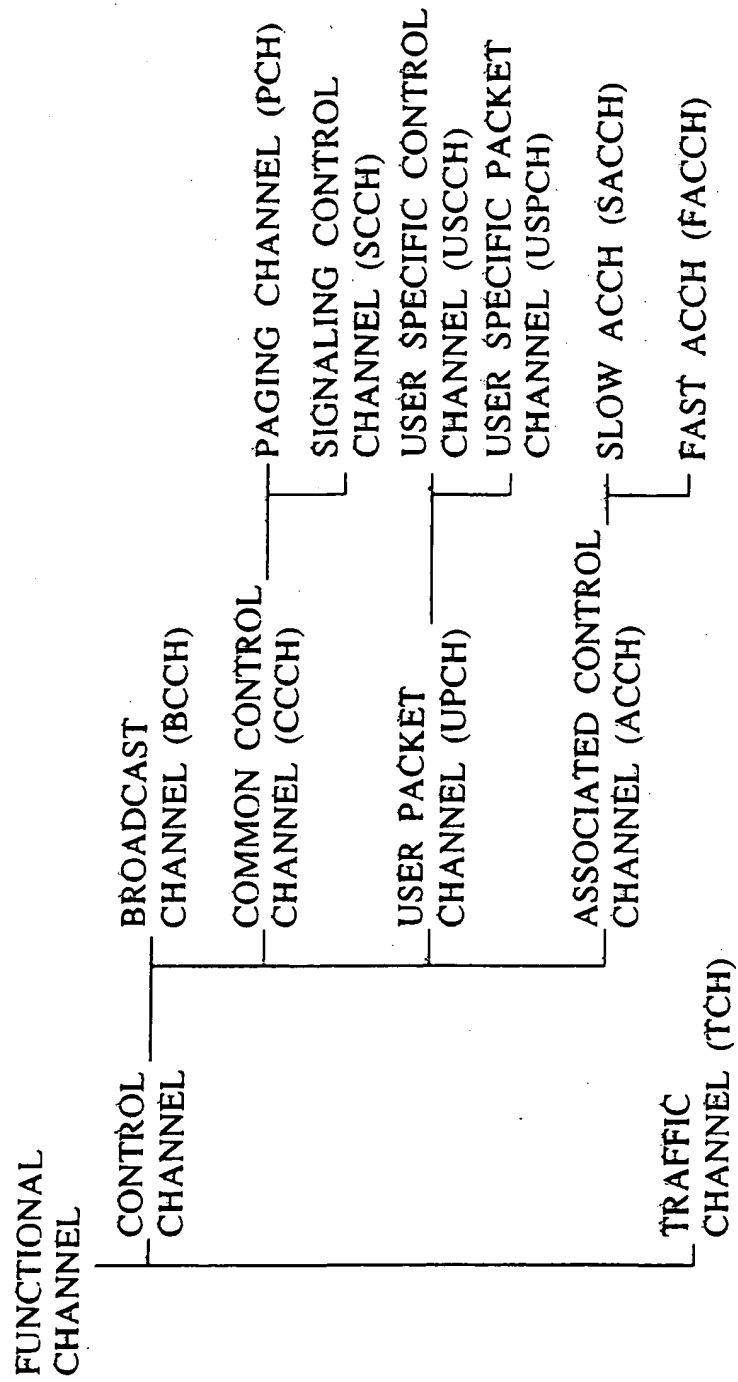 FUNCTIONAL
CHANNEL
CONTROL
CHANNEL
BROADCAST
CHANNEL (BCCH)
COMMON CONTROL
CHANNEL (CCCH)
PAGING CHANNEL (PCH)
SIGNALING CONTROL
CHANNEL (SCCH)
USER PACKET
CHANNEL (UPCH)
USER SPECIFIC CONTROL
CHANNEL (USCCH)
USER SPECIFIC PACKET
CHANNEL (USPCH)
ASSOCIATED CONTROL
CHANNEL (ACCH)
SLOW ACCH (SACCH)
FAST ACCH (FACCH)
TRAFFIC
CHANNEL (TCH)